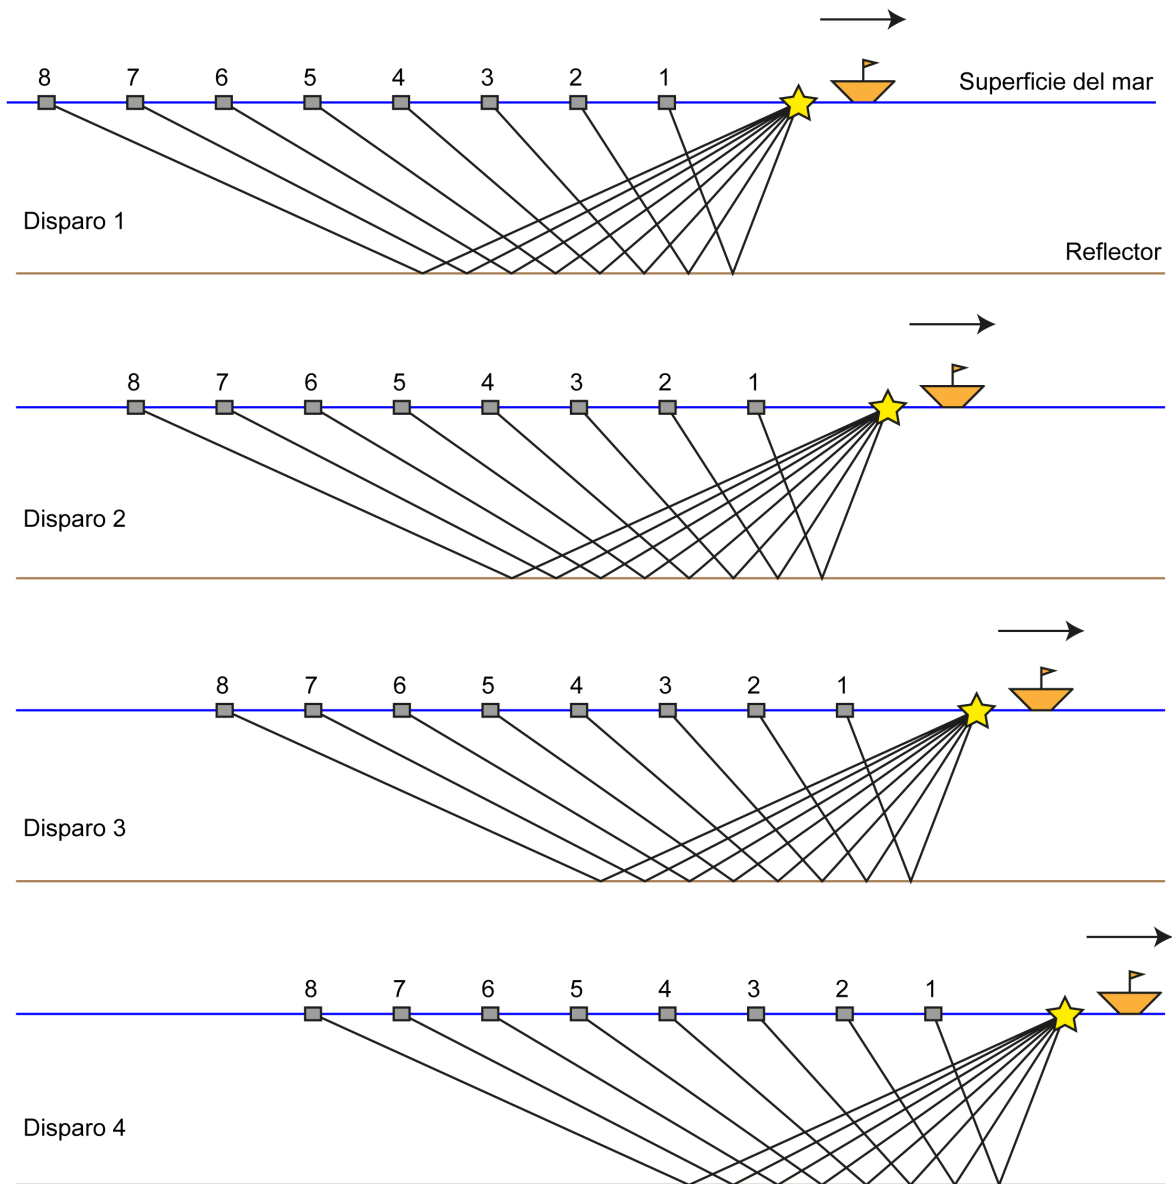 8 7 6 5 4 3 2 1
Superficie del mar
Disparo 1
Reflector
8 7 6 5 4 3 2 1
Disparo 2
8 7 6 5 4 3 2 1
Disparo 3
8 7 6 5 4 3 2 1
Disparo 4